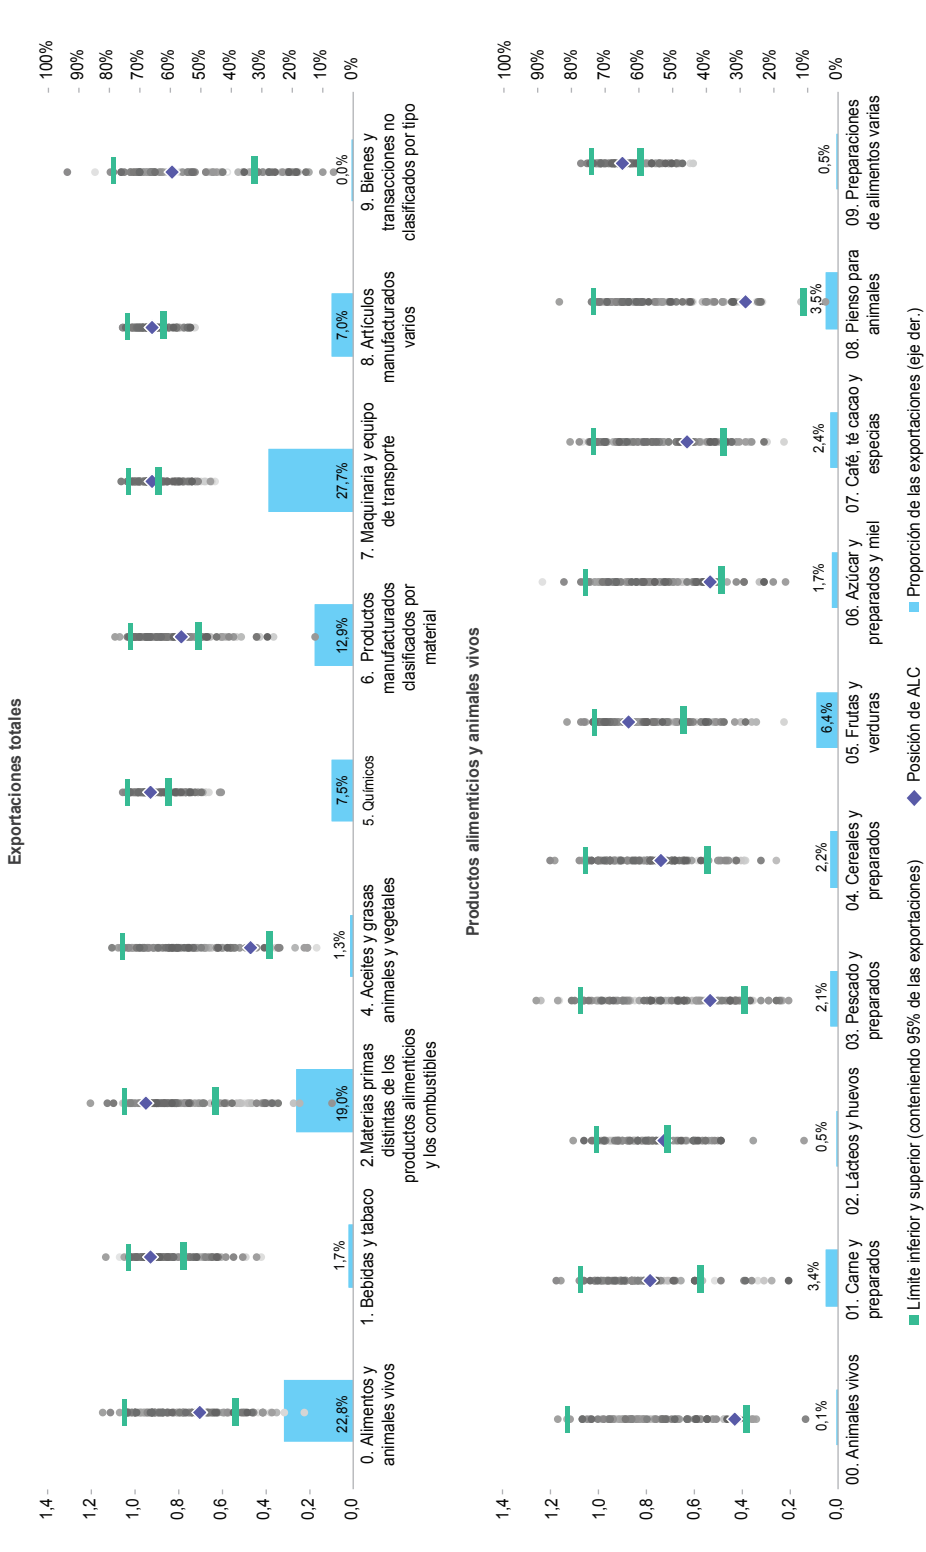 Exportaciones totales
1,4
1,2
1,0
0,8
0,6
0,4
0,2
0,0
100%
90%
80%
70%
60%
50%
40%
30%
20%
10%
0%
22,8%
1,7%
19,0%
1,3%
7,5%
12,9%
27,7%
7,0%
0,0%
0. Alimentos y
animales vivos
1. Bebidas y tabaco
2.Materias primas
distintas de los
productos alimenticios
y los combustibles
4. Aceites y grasas
animales y vegetales
5. Químicos
6. Productos
manufacturados
clasificados por
material
7. Maquinaria y equipo
de transporte
8. Artículos
manufacturados
varios
9. Bienes y
transacciones no
clasificados por tipo
Productos alimenticios y animales vivos
1,4
1,2
1,0
0,8
0,6
0,4
0,2
0,0
100%
90%
80%
70%
60%
50%
40%
30%
20%
10%
0%
0,1%
3,4%
0,5%
2,1%
2,2%
6,4%
1,7%
2,4%
3,5%
0,5%
00. Animales vivos
01. Carne y
preparados
02. Lácteos y huevos
03. Pescado y
preparados
04. Cereales y
preparados
05. Frutas y
verduras
06. Azúcar y
preparados y miel
07. Café, té cacao y
especias
08. Pienso para
animales
09. Preparaciones
de alimentos varias
Límite inferior y superior (conteniendo 95% de las exportaciones)
Posición de ALC
Proporción de las exportaciones (eje der.)